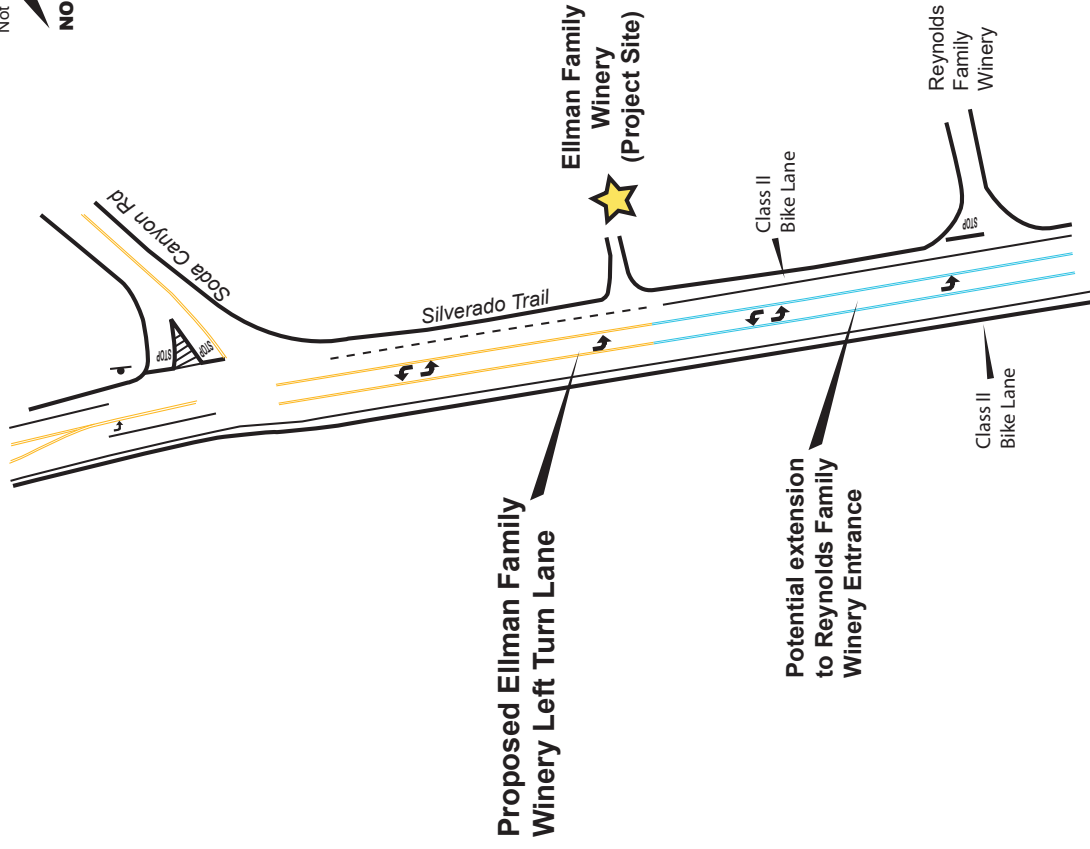 Not
NO
Soda Canyon Rd
STOP
STOP
Silverado Trail
Ellman Family
Winery
(Project Site)
Class II
Bike Lane
Reynolds
Family
Winery
STOP
Proposed Ellman Family
Winery Left Turn Lane
Potential extension
to Reynolds Family
Winery Entrance
Class II
Bike Lane